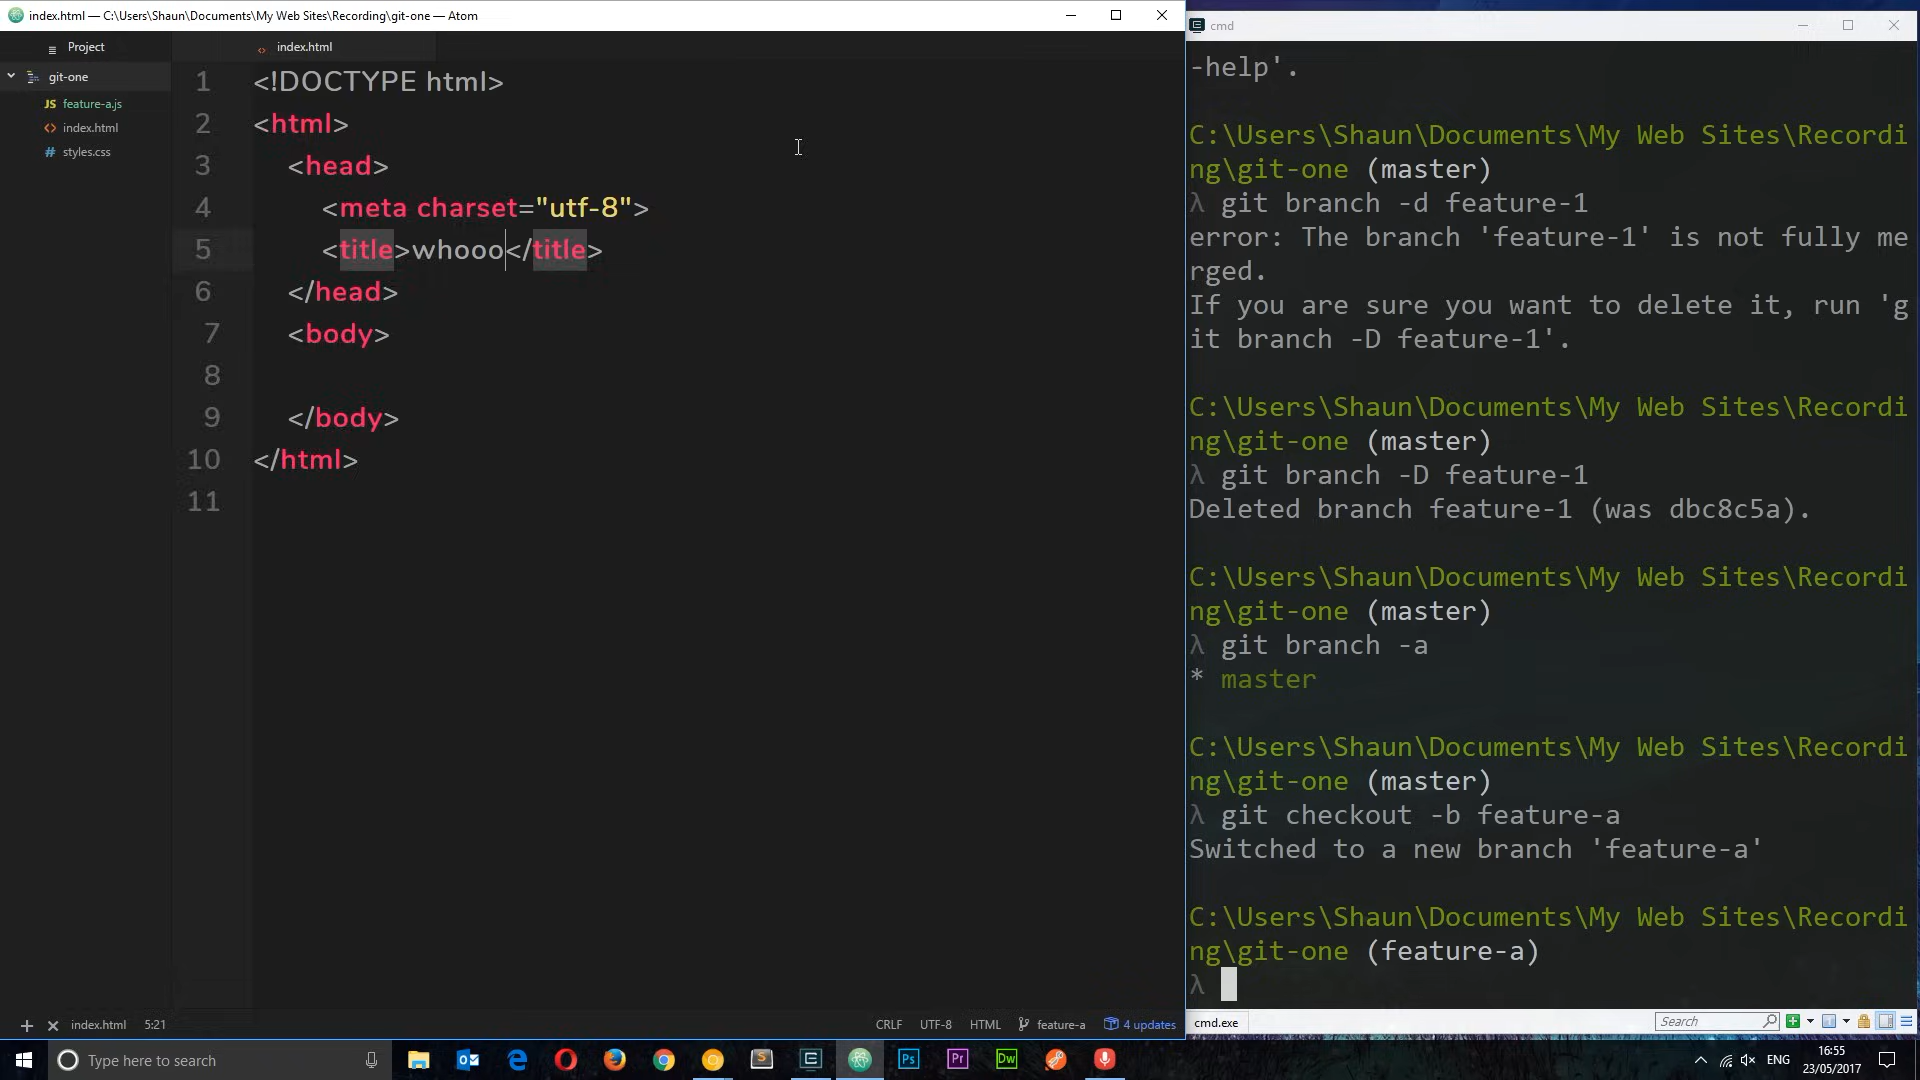 index.html — C:\Users\Shaun\Documents\My Web Sites\Recording\git-one — Atom
Project
git-one
feature-a.js
index.html
styles.css
index.html
1 <!DOCTYPE html>
2 <html>
3 <head>
4 <meta charset="utf-8">
5 <title>whooo</title>
6 </head>
7 <body>
8
9 </body>
10 </html>
11
index.html 5:21
CRLF UTF-8 HTML feature-a 4 updates
cmd
-help'.
C:\Users\Shaun\Documents\My Web Sites\Recordi
ng\git-one (master)
λ git branch -d feature-1
error: The branch 'feature-1' is not fully me
rged.
If you are sure you want to delete it, run 'g
it branch -D feature-1'.
C:\Users\Shaun\Documents\My Web Sites\Recordi
ng\git-one (master)
λ git branch -D feature-1
Deleted branch feature-1 (was dbc8c5a).
C:\Users\Shaun\Documents\My Web Sites\Recordi
ng\git-one (master)
λ git branch -a
* master
C:\Users\Shaun\Documents\My Web Sites\Recordi
ng\git-one (master)
λ git checkout -b feature-a
Switched to a new branch 'feature-a'
C:\Users\Shaun\Documents\My Web Sites\Recordi
ng\git-one (feature-a)
λ
cmd.exe
Search
Type here to search
Ps Pr Dw
ENG
16:55
23/05/2017